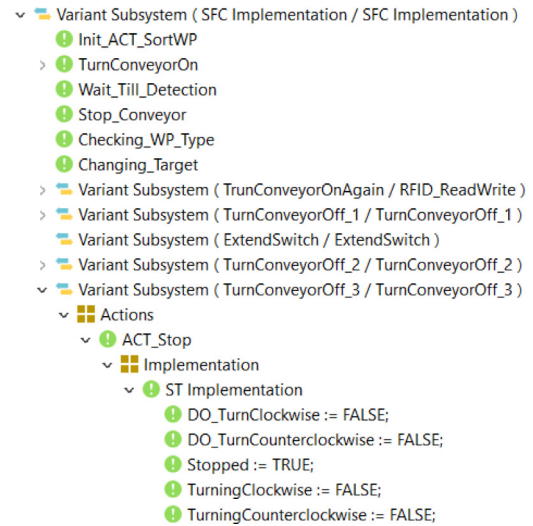 Variant Subsystem ( SFC Implementation / SFC Implementation )
Init_ACT_SortWP
TurnConveyorOn
Wait_Till_Detection
Stop_Conveyor
Checking_WP_Type
Changing_Target
Variant Subsystem ( TrunConveyorOnAgain / RFID_ReadWrite )
Variant Subsystem ( TurnConveyorOff_1 / TurnConveyorOff_1 )
Variant Subsystem ( ExtendSwitch / ExtendSwitch )
Variant Subsystem ( TurnConveyorOff_2 / TurnConveyorOff_2 )
Variant Subsystem ( TurnConveyorOff_3 / TurnConveyorOff_3 )
Actions
ACT_Stop
Implementation
ST Implementation
DO_TurnClockwise := FALSE;
DO_TurnCounterclockwise := FALSE;
Stopped := TRUE;
TurningClockwise := FALSE;
TurningCounterclockwise := FALSE;